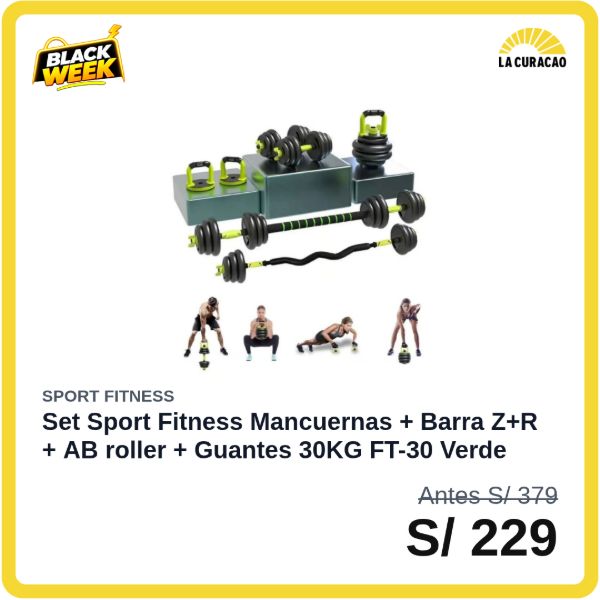 BLACK
WEEK
LA CURACAO
SPORT FITNESS
Set Sport Fitness Mancuernas + Barra Z+R
+ AB roller + Guantes 30KG FT-30 Verde
Antes S/ 379
S/ 229